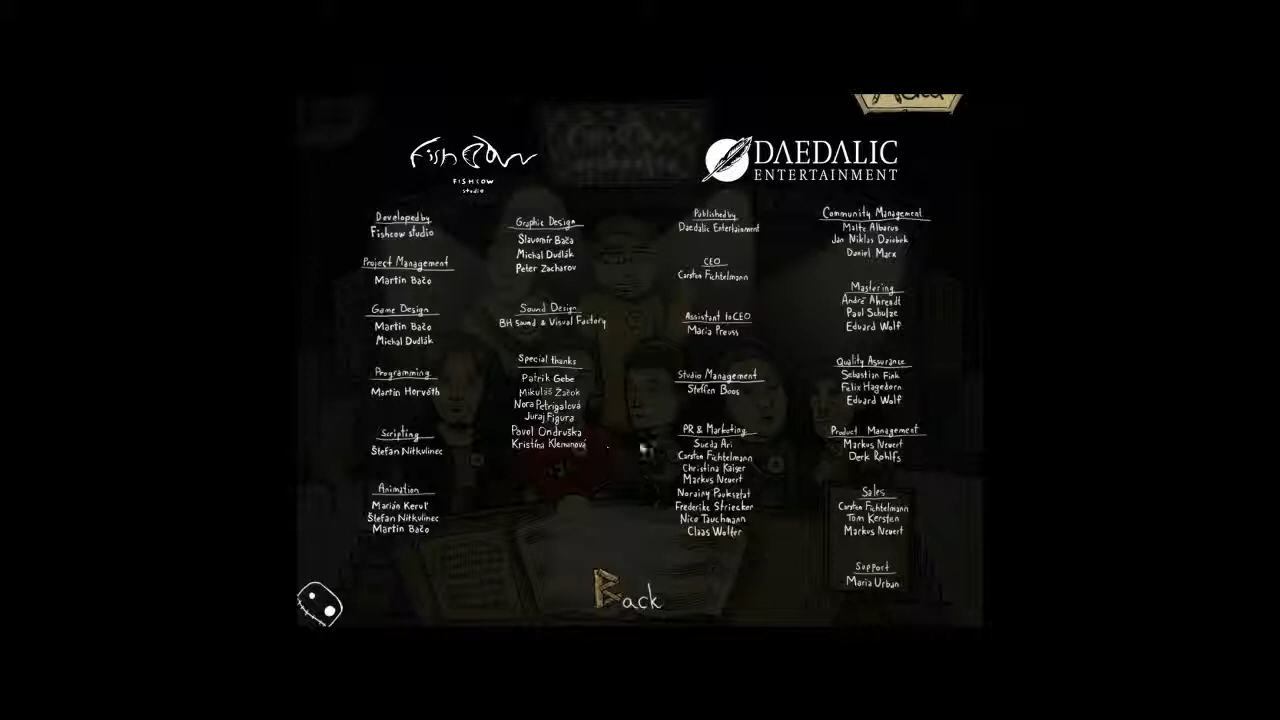 FishCow
FISHCOW
studio
Developed by
Fishcow studio
Project Management
Martin Bačo
Game Design
Martin Bačo
Michal Dudlák
Programming
Martin Horváth
Scripting
Štefan Nitkulinec
Animation
Marián Keruľ
Štefan Nitkulinec
Martin Bačo
Graphic Design
Slavomír Bača
Michal Dudlák
Peter Zacharov
Sound Design
BH Sound & Visual Factory
Special thanks
Patrik Gebe
Mikuláš Začok
Nora Petrigalová
Juraj Figura
Pavol Ondruška
Kristína Klemanová
DAEDALIC
ENTERTAINMENT
Published by
Daedalic Entertainment
CEO
Carsten Fichtelmann
Assistant to CEO
Maria Preuss
Studio Management
Steffen Boos
PR & Marketing
Sueda Ari
Carsten Fichtelmann
Christina Kaiser
Markus Neuert
Norainy Paukstat
Frederike Striecker
Nico Tauchmann
Claas Wolter
Community Management
Malte Albarus
Jan Niklas Dziobek
Daniel Marx
Mastering
André Ahrendt
Paul Schulze
Eduard Wolf
Quality Assurance
Sebastian Fink
Felix Hagedorn
Eduard Wolf
Product Management
Markus Neuert
Derk Rohlfs
Sales
Carsten Fichtelmann
Tom Kersten
Markus Neuert
Support
Maria Urban
Back